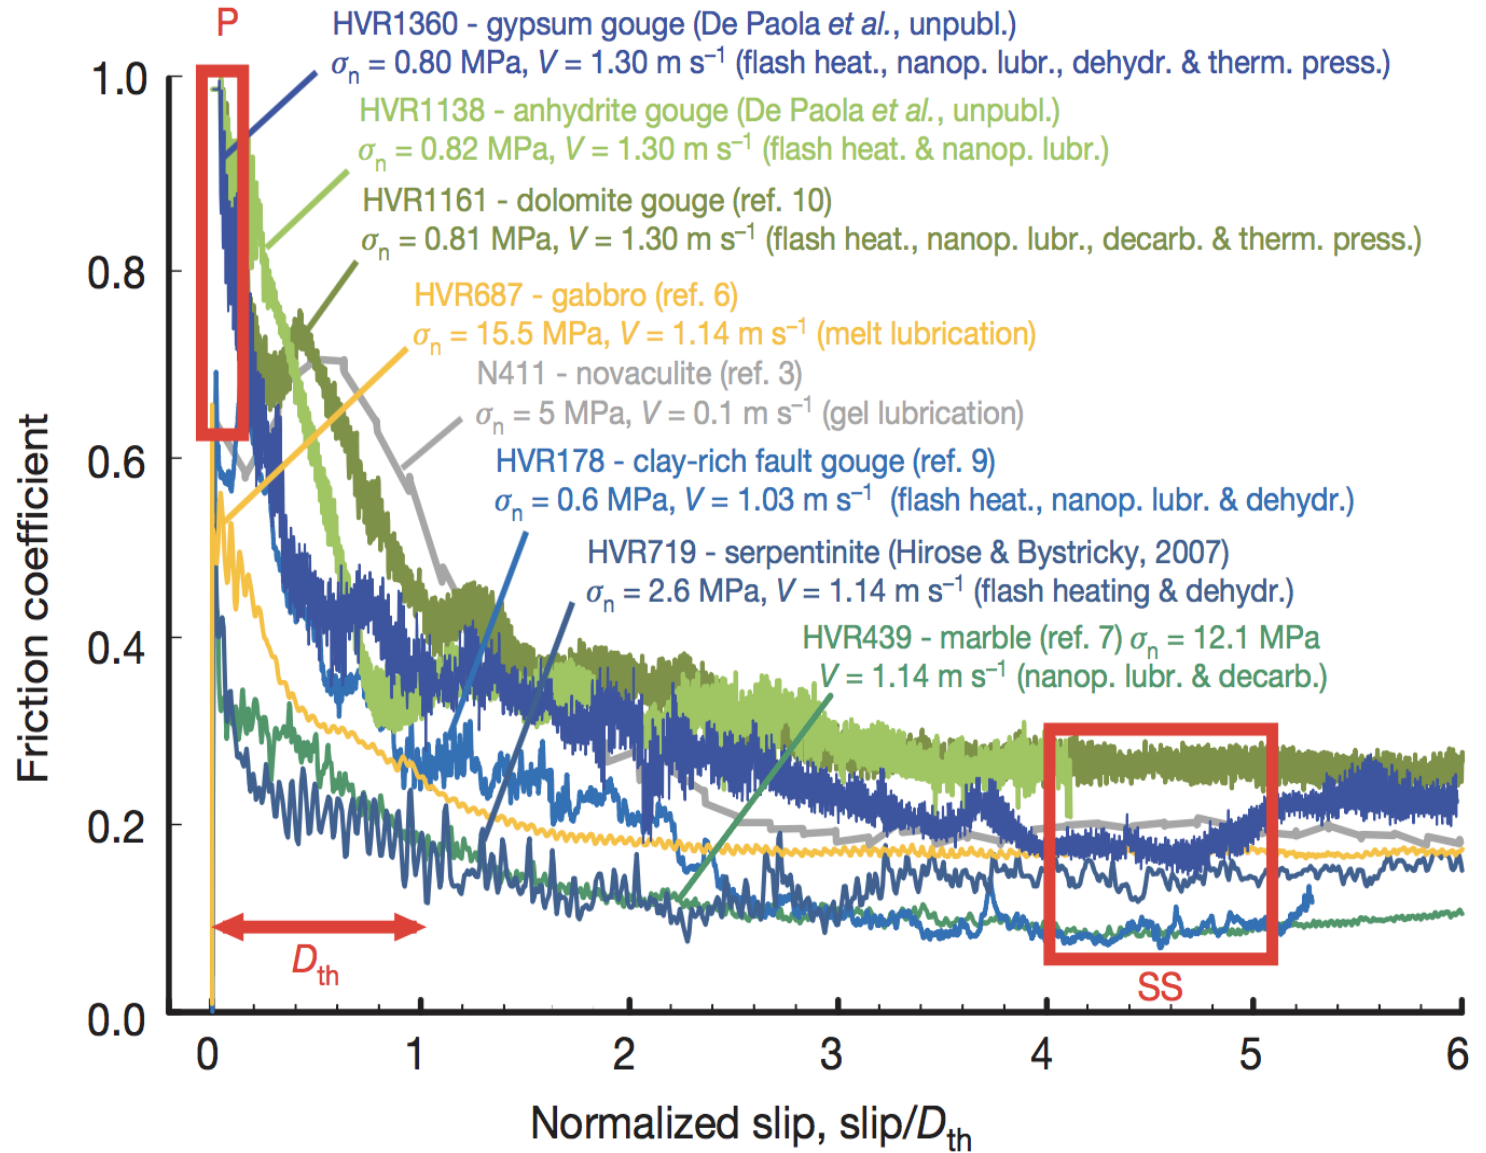 P
HVR1360 - gypsum gouge (De Paola et al., unpubl.)
σn = 0.80 MPa, V = 1.30 m s–1 (flash heat., nanop. lubr., dehydr. & therm. press.)
HVR1138 - anhydrite gouge (De Paola et al., unpubl.)
σn = 0.82 MPa, V = 1.30 m s–1 (flash heat. & nanop. lubr.)
HVR1161 - dolomite gouge (ref. 10)
σn = 0.81 MPa, V = 1.30 m s–1 (flash heat., nanop. lubr., decarb. & therm. press.)
HVR687 - gabbro (ref. 6)
σn = 15.5 MPa, V = 1.14 m s–1 (melt lubrication)
N411 - novaculite (ref. 3)
σn = 5 MPa, V = 0.1 m s–1 (gel lubrication)
HVR178 - clay-rich fault gouge (ref. 9)
σn = 0.6 MPa, V = 1.03 m s–1 (flash heat., nanop. lubr. & dehydr.)
HVR719 - serpentinite (Hirose & Bystricky, 2007)
σn = 2.6 MPa, V = 1.14 m s–1 (flash heating & dehydr.)
HVR439 - marble (ref. 7) σn = 12.1 MPa
V = 1.14 m s–1 (nanop. lubr. & decarb.)
Friction coefficient
1.0
0.8
0.6
0.4
0.2
0.0
Dth
SS
0 1 2 3 4 5 6
Normalized slip, slip/Dth